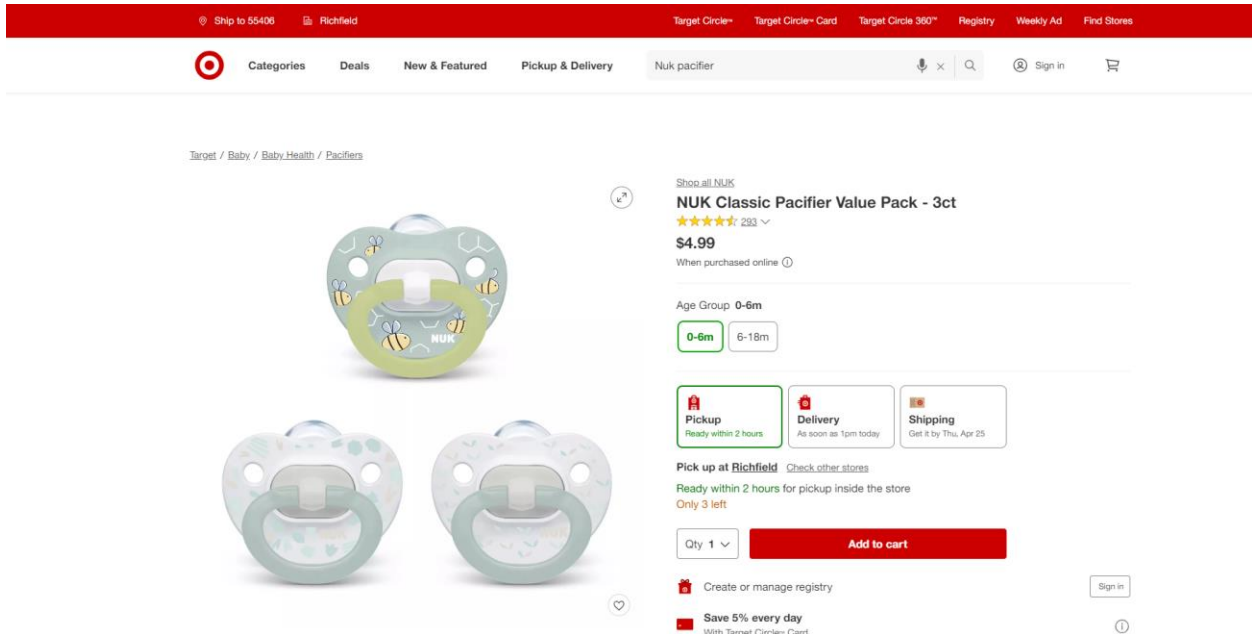 Ship to 55406
Richfield
Target Circle™
Target Circle™ Card
Target Circle 360™
Registry
Weekly Ad
Find Stores
Categories
Deals
New & Featured
Pickup & Delivery
Nuk pacifier
Sign in
Target / Baby / Baby Health / Pacifiers
Shop all NUK
NUK Classic Pacifier Value Pack - 3ct
293
$4.99
When purchased online
Age Group 0-6m
0-6m
6-18m
Pickup
Ready within 2 hours
Delivery
As soon as 1pm today
Shipping
Get it by Thu, Apr 25
Pick up at Richfield Check other stores
Ready within 2 hours for pickup inside the store
Only 3 left
Qty 1
Add to cart
Create or manage registry
Sign in
Save 5% every day
With Target Circle™ Card
NUK
NUK
NUK